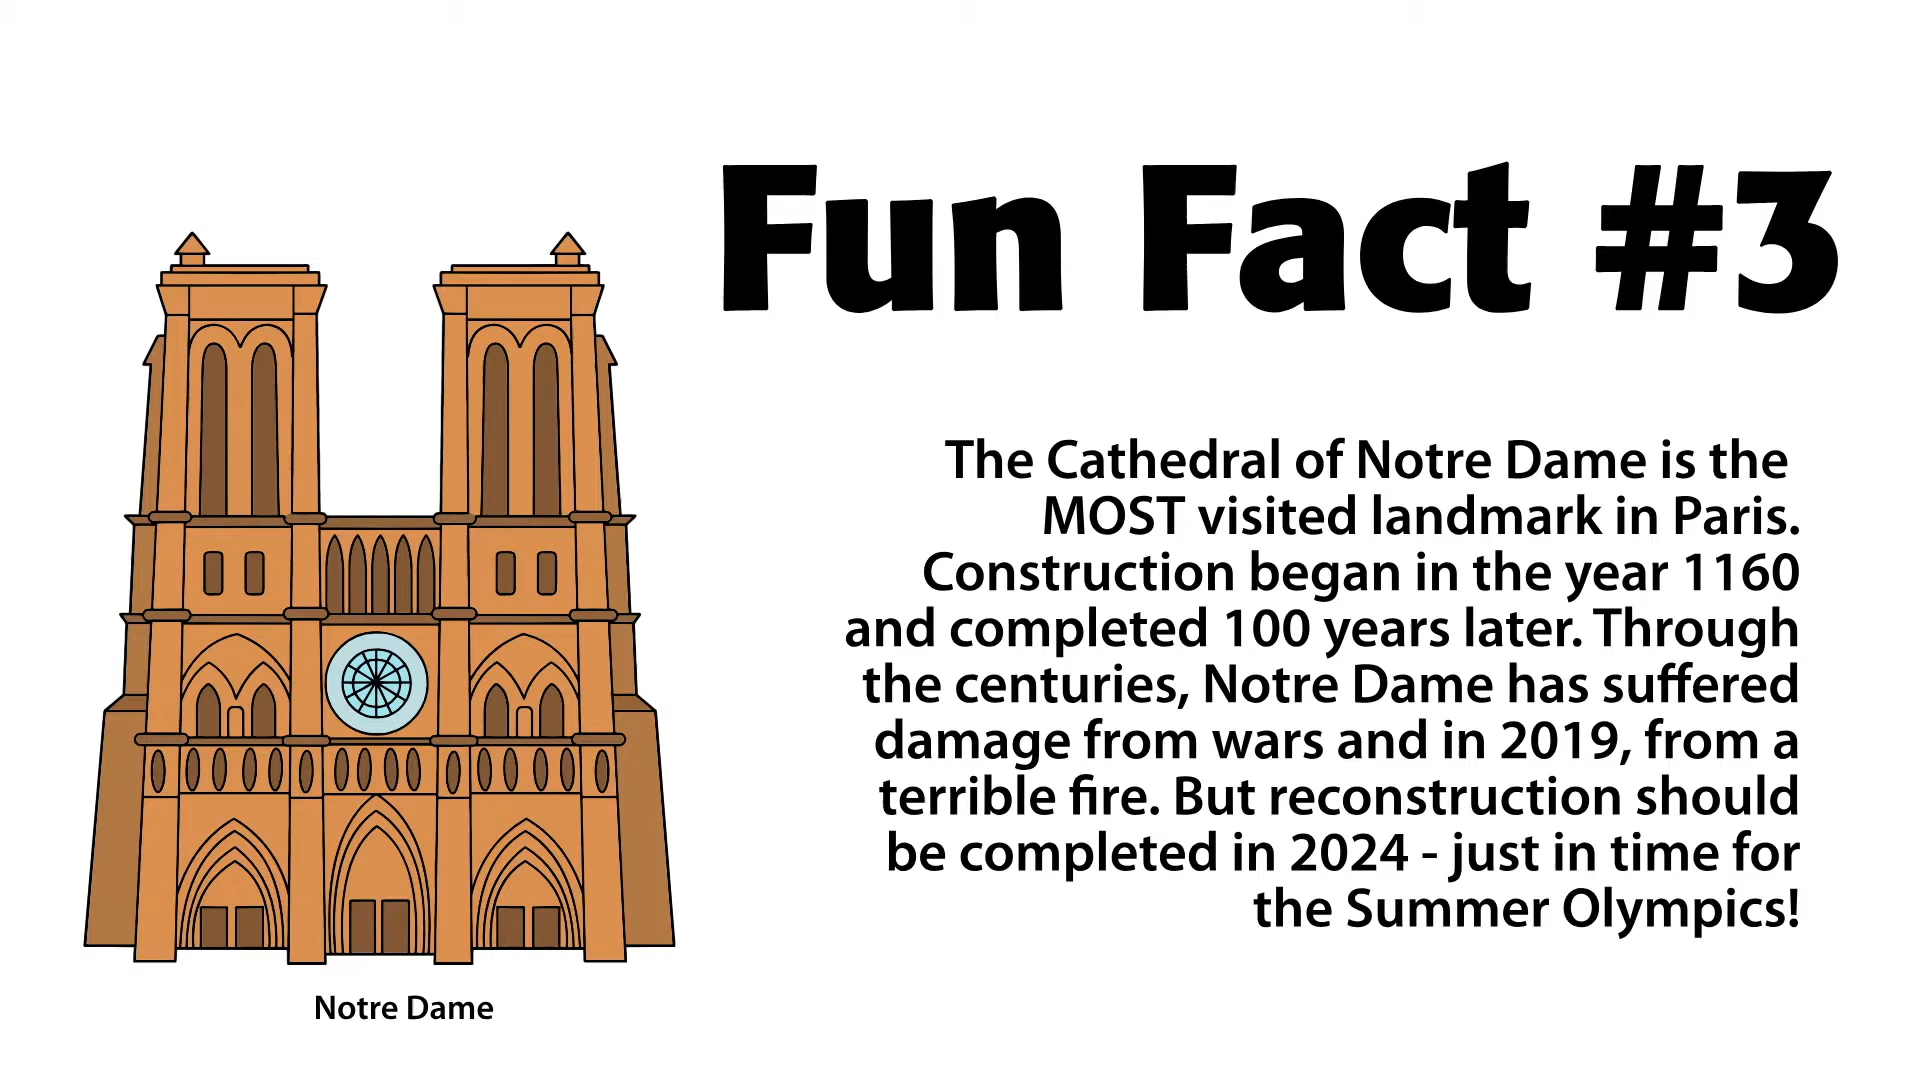 Fun Fact #3
The Cathedral of Notre Dame is the
MOST visited landmark in Paris.
Construction began in the year 1160
and completed 100 years later. Through
the centuries, Notre Dame has suffered
damage from wars and in 2019, from a
terrible fire. But reconstruction should
be completed in 2024 - just in time for
the Summer Olympics!
Notre Dame